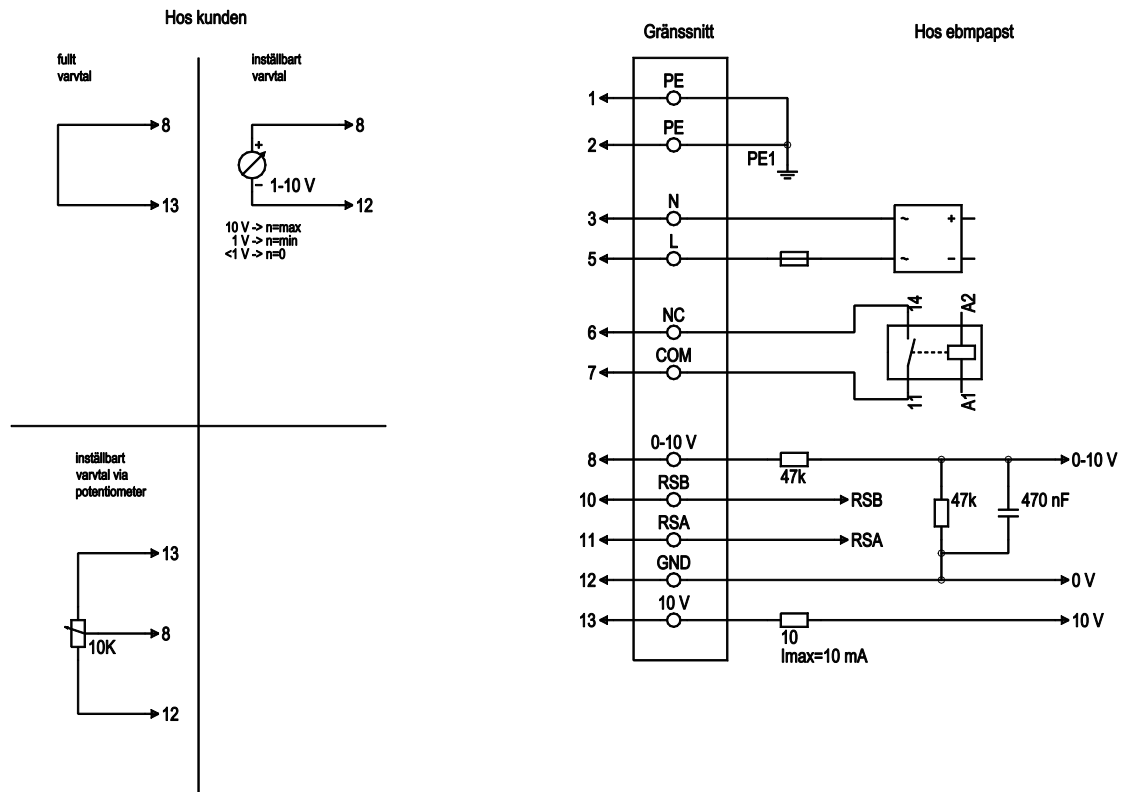 Hos kunden
fullt
varvtal
8
13
inställbart
varvtal
8
+
−
1-10 V
12
10 V -> n=max
1 V -> n=min
<1 V -> n=0
inställbart
varvtal via
potentiometer
13
8
10K
12
Gränssnitt
Hos ebmpapst
1 PE
2 PE
PE1
3 N ~ +
5 L ~ −
6 NC
7 COM
14 A2
11 A1
8 0-10 V 47k 0-10 V
10 RSB RSB
47k 470 nF
11 RSA RSA
12 GND 0 V
13 10 V 10 V
10
Imax=10 mA